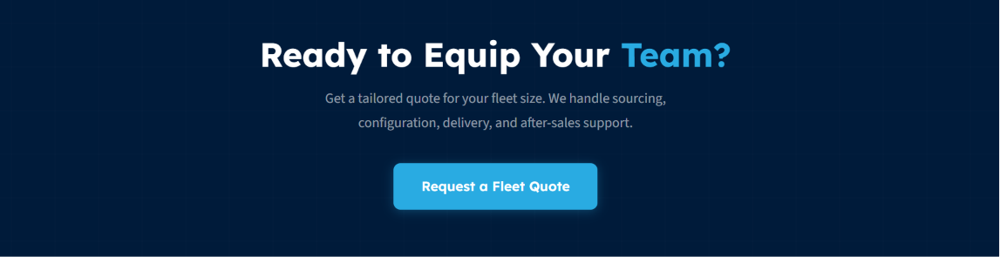 Ready to Equip Your Team?
Get a tailored quote for your fleet size. We handle sourcing,
configuration, delivery, and after-sales support.
Request a Fleet Quote